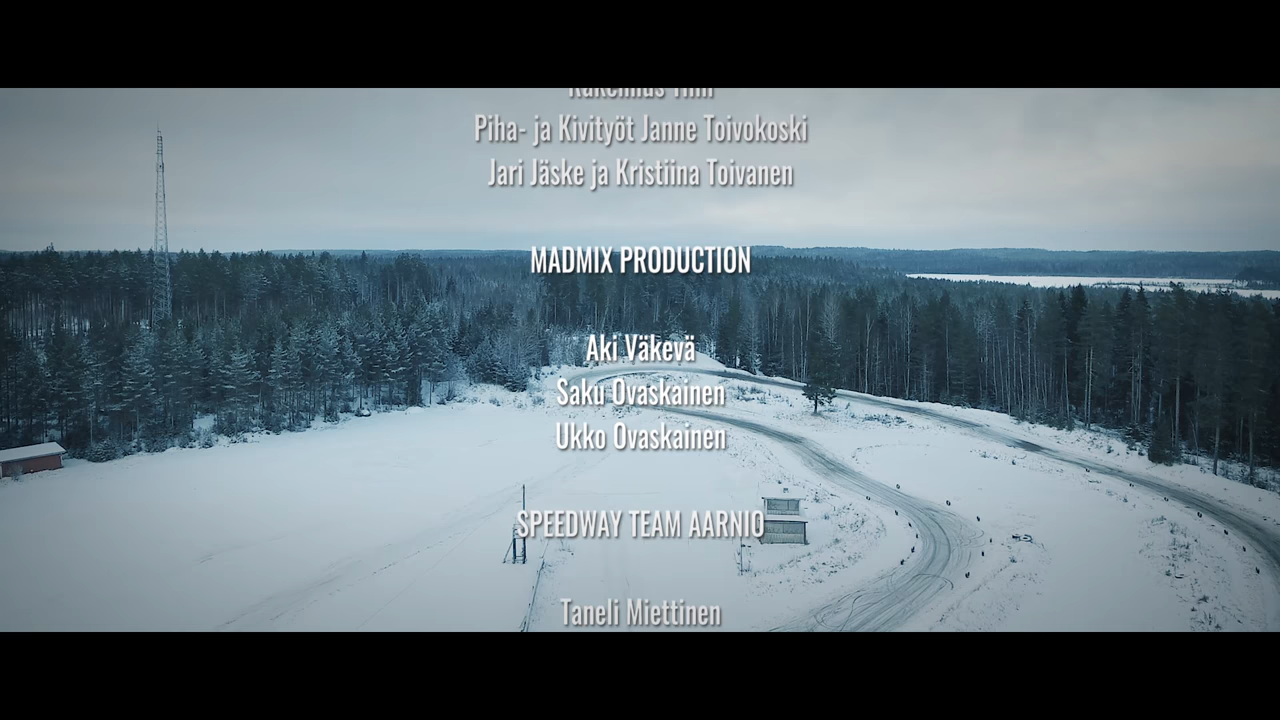 Piha- ja Kivityöt Janne Toivokoski
Jari Jäske ja Kristiina Toivanen
MADMIX PRODUCTION
Aki Väkevä
Saku Ovaskainen
Ukko Ovaskainen
SPEEDWAY TEAM AARNIO
Taneli Miettinen